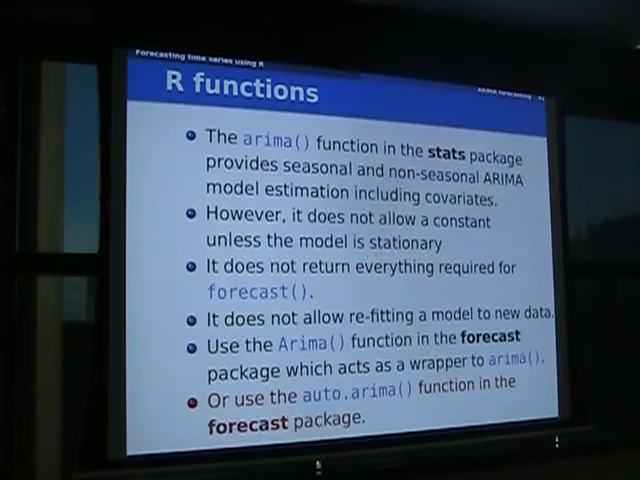 Forecasting time series using R
ARIMA forecasting
R functions
The arima() function in the stats package
provides seasonal and non-seasonal ARIMA
model estimation including covariates.
However, it does not allow a constant
unless the model is stationary
It does not return everything required for
forecast().
It does not allow re-fitting a model to new data.
Use the Arima() function in the forecast
package which acts as a wrapper to arima().
Or use the auto.arima() function in the
forecast package.